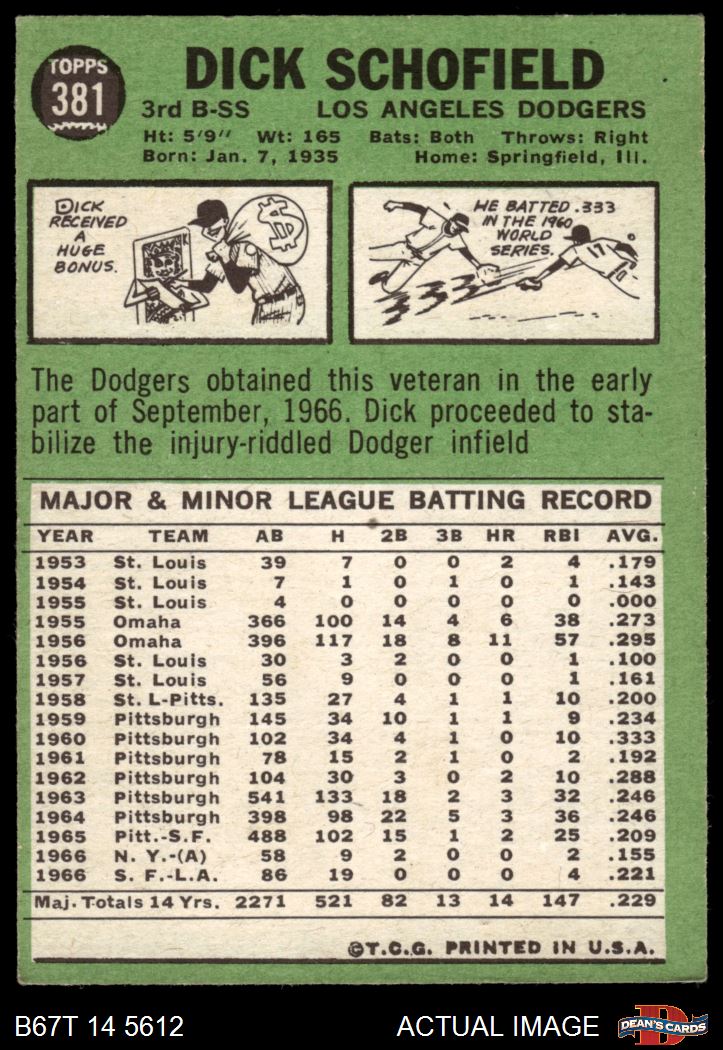 TOPPS
381
DICK SCHOFIELD
3rd B-SS LOS ANGELES DODGERS
Ht: 5'9" Wt: 165 Bats: Both Throws: Right
Born: Jan. 7, 1935 Home: Springfield, Ill.
DICK
RECEIVED
A
HUGE
BONUS.
$
HE BATTED .333
IN THE 1960
WORLD
SERIES.
17
The Dodgers obtained this veteran in the early
part of September, 1966. Dick proceeded to sta-
bilize the injury-riddled Dodger infield
MAJOR & MINOR LEAGUE BATTING RECORD
YEAR TEAM AB H 2B 3B HR RBI AVG.
1953 St. Louis 39 7 0 0 2 4 .179
1954 St. Louis 7 1 0 1 0 1 .143
1955 St. Louis 4 0 0 0 0 0 .000
1955 Omaha 366 100 14 4 6 38 .273
1956 Omaha 396 117 18 8 11 57 .295
1956 St. Louis 30 3 2 0 0 1 .100
1957 St. Louis 56 9 0 0 0 1 .161
1958 St. L-Pitts. 135 27 4 1 1 10 .200
1959 Pittsburgh 145 34 10 1 1 9 .234
1960 Pittsburgh 102 34 4 1 0 10 .333
1961 Pittsburgh 78 15 2 1 0 2 .192
1962 Pittsburgh 104 30 3 0 2 10 .288
1963 Pittsburgh 541 133 18 2 3 32 .246
1964 Pittsburgh 398 98 22 5 3 36 .246
1965 Pitt.-S.F. 488 102 15 1 2 25 .209
1966 N. Y.-(A) 58 9 2 0 0 2 .155
1966 S. F.-L.A. 86 19 0 0 0 4 .221
Maj. Totals 14 Yrs. 2271 521 82 13 14 147 .229
©T.C.G. PRINTED IN U.S.A.
B67T 14 5612 ACTUAL IMAGE
D
DEAN'S CARDS